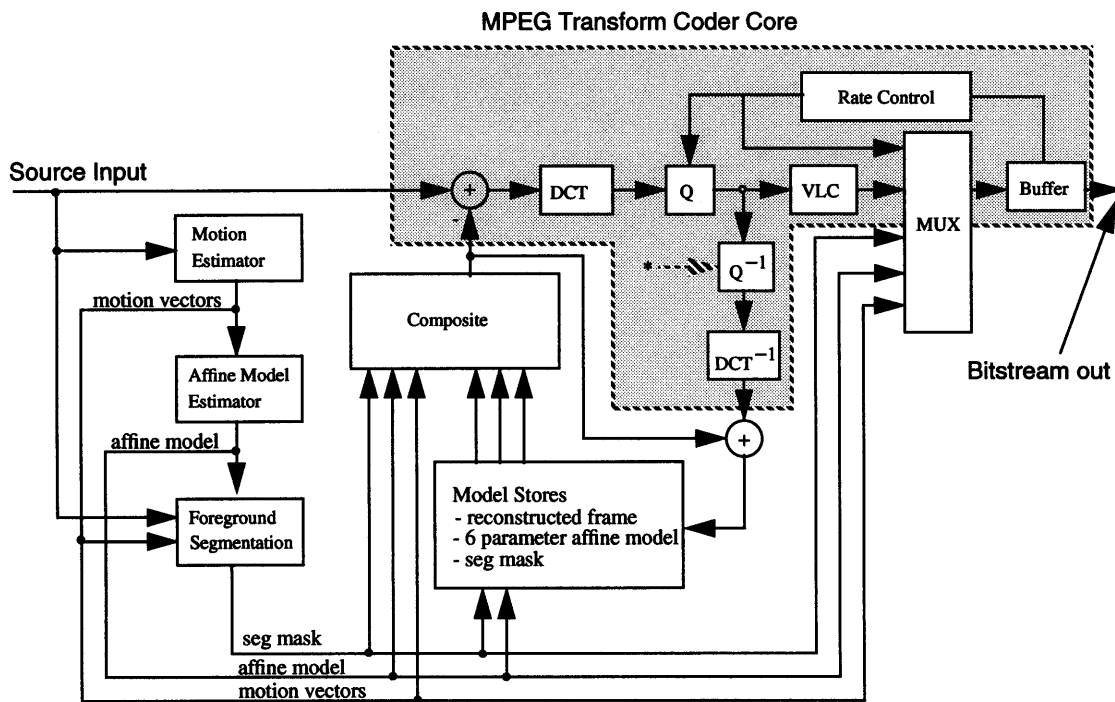 MPEG Transform Coder Core
Rate Control
Source Input
+
-
DCT
Q
VLC
MUX
Buffer
Motion
Estimator
*
Q−1
motion vectors
Composite
DCT−1
Bitstream out
Affine Model
Estimator
affine model
+
Foreground
Segmentation
Model Stores
- reconstructed frame
- 6 parameter affine model
- seg mask
seg mask
affine model
motion vectors